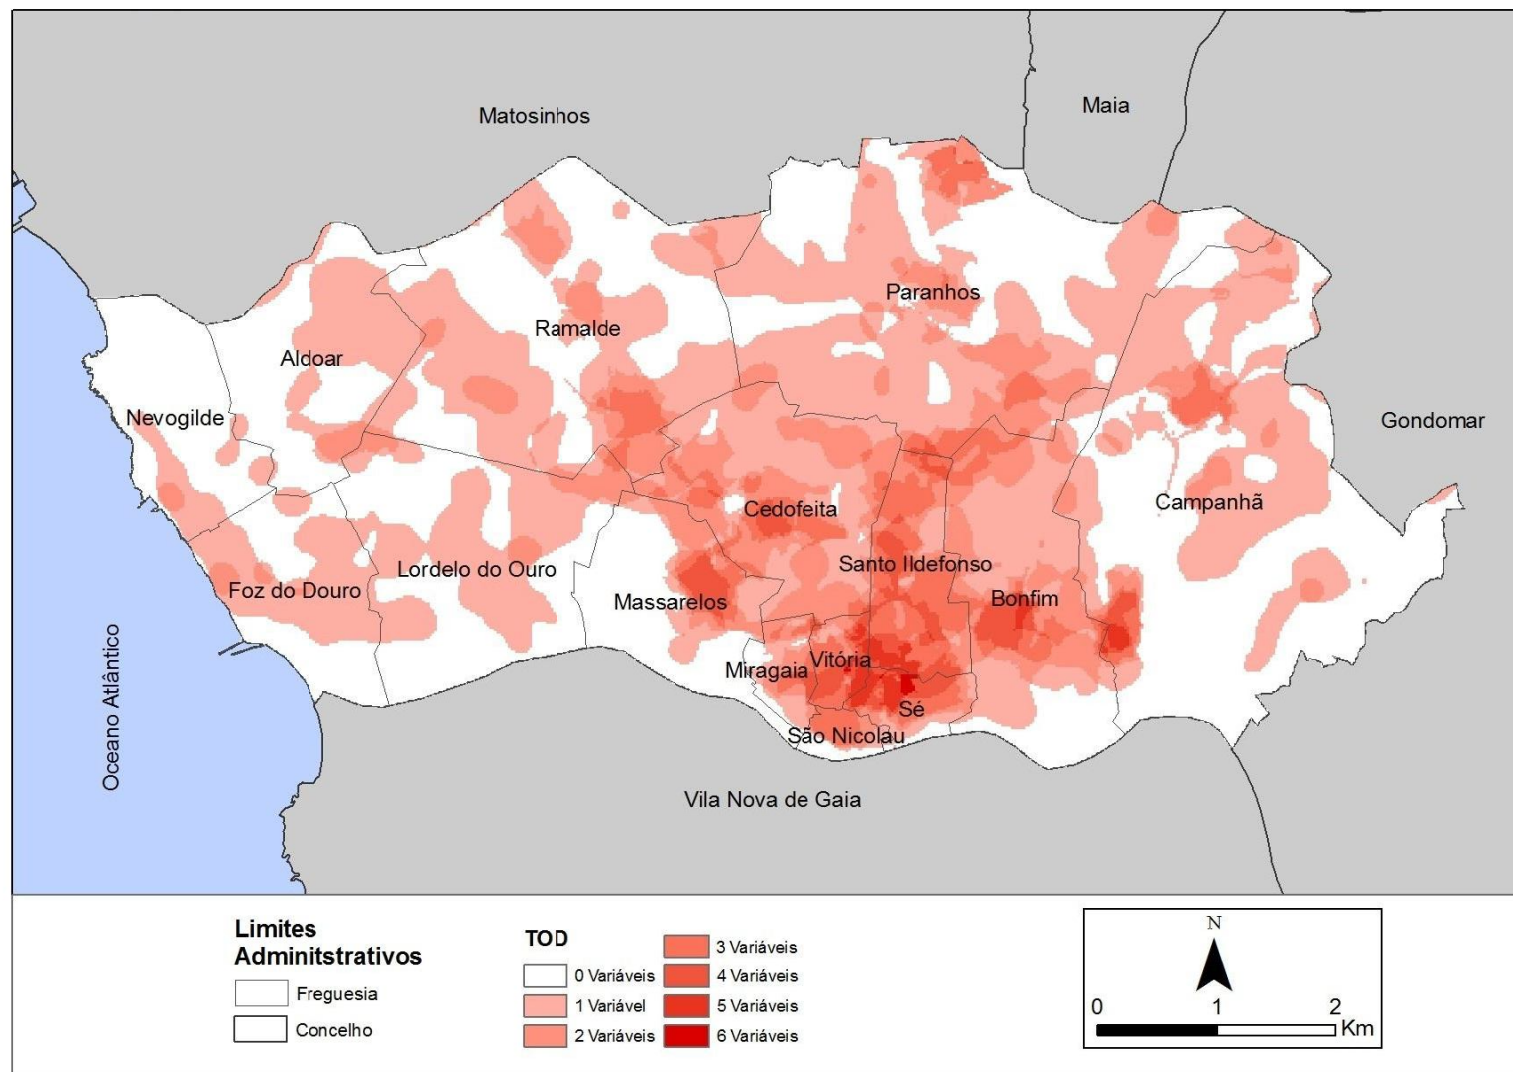 Matosinhos
Maia
Paranhos
Ramalde
Aldoar
Nevogilde
Gondomar
Campanhã
Cedofeita
Santo Ildefonso
Lordelo do Ouro
Foz do Douro
Massarelos
Bonfim
Miragaia
Vitória
Sé
São Nicolau
Oceano Atlântico
Vila Nova de Gaia
Limites
Adminitstrativos
Freguesia
Concelho
TOD
0 Variáveis
1 Variável
2 Variáveis
3 Variáveis
4 Variáveis
5 Variáveis
6 Variáveis
N
0 1 2
Km